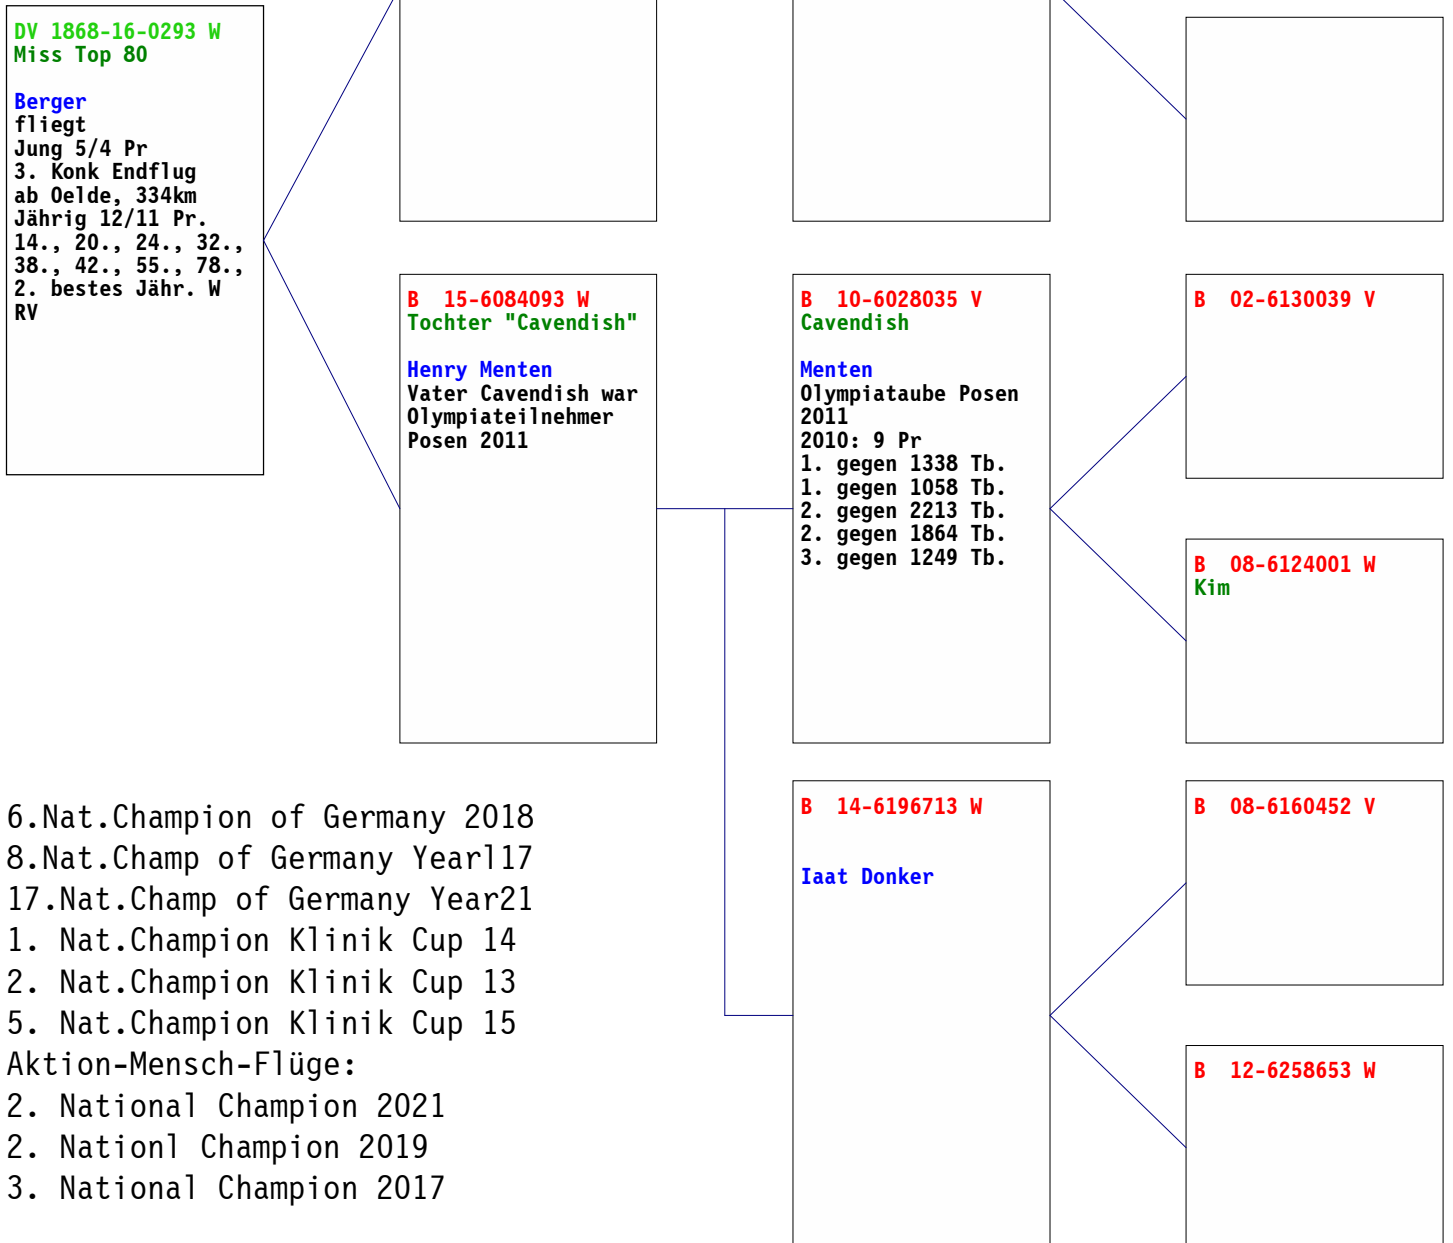 DV 1868-16-0293 W
Miss Top 80
Berger
fliegt
Jung 5/4 Pr
3. Konk Endflug
ab Oelde, 334km
Jährig 12/11 Pr.
14., 20., 24., 32.,
38., 42., 55., 78.,
2. bestes Jähr. W
RV
B  15-6084093 W
Tochter "Cavendish"
Henry Menten
Vater Cavendish war
Olympiateilnehmer
Posen 2011
B  10-6028035 V
Cavendish
Menten
Olympiataube Posen
2011
2010: 9 Pr
1. gegen 1338 Tb.
1. gegen 1058 Tb.
2. gegen 2213 Tb.
2. gegen 1864 Tb.
3. gegen 1249 Tb.
B  02-6130039 V
B  08-6124001 W
Kim
B  14-6196713 W
Iaat Donker
B  08-6160452 V
B  12-6258653 W
6.Nat.Champion of Germany 2018
8.Nat.Champ of Germany Yearl17
17.Nat.Champ of Germany Year21
1. Nat.Champion Klinik Cup 14
2. Nat.Champion Klinik Cup 13
5. Nat.Champion Klinik Cup 15
Aktion-Mensch-Flüge:
2. National Champion 2021
2. Nationl Champion 2019
3. National Champion 2017